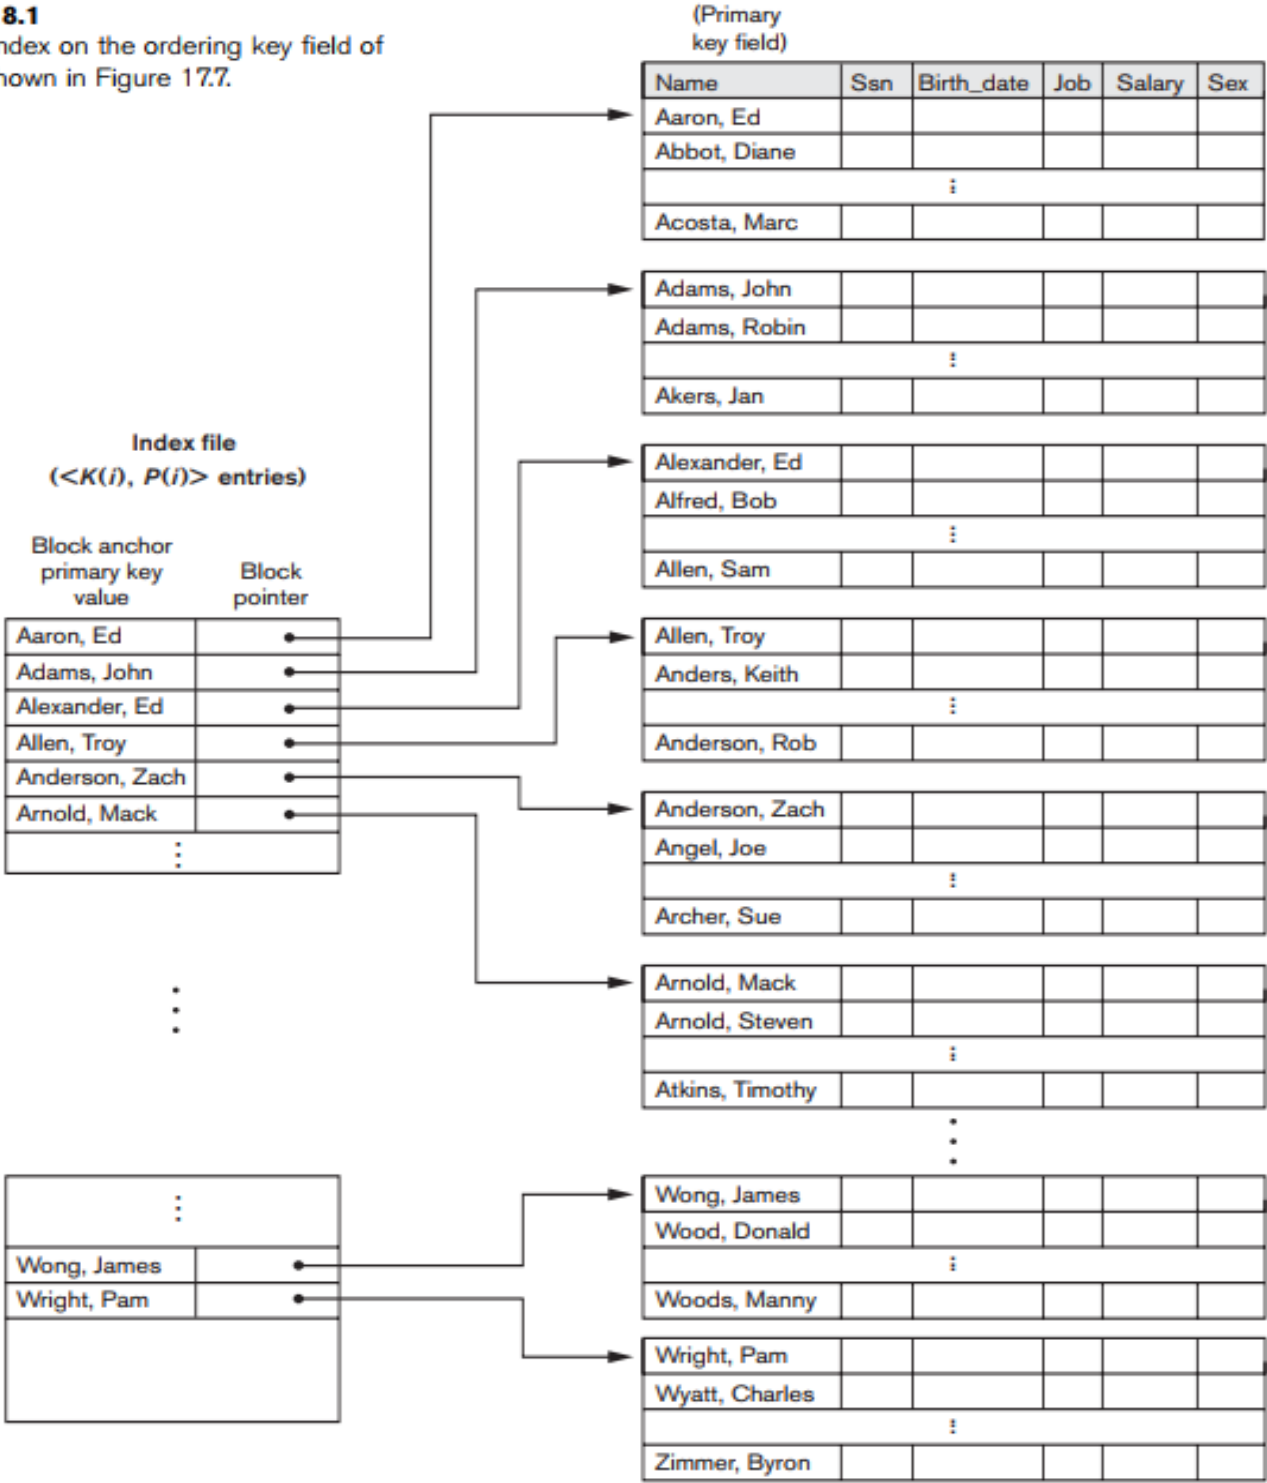 8.1
ndex on the ordering key field of
nown in Figure 17.7.
(Primary
key field)
Name Ssn Birth_date Job Salary Sex
Aaron, Ed
Abbot, Diane
Acosta, Marc
Adams, John
Adams, Robin
Akers, Jan
Alexander, Ed
Alfred, Bob
Allen, Sam
Allen, Troy
Anders, Keith
Anderson, Rob
Anderson, Zach
Angel, Joe
Archer, Sue
Arnold, Mack
Arnold, Steven
Atkins, Timothy
Wong, James
Wood, Donald
Woods, Manny
Wright, Pam
Wyatt, Charles
Zimmer, Byron
Index file
(<K(i), P(i)> entries)
Block anchor
primary key
value
Block
pointer
Aaron, Ed
Adams, John
Alexander, Ed
Allen, Troy
Anderson, Zach
Arnold, Mack
Wong, James
Wright, Pam